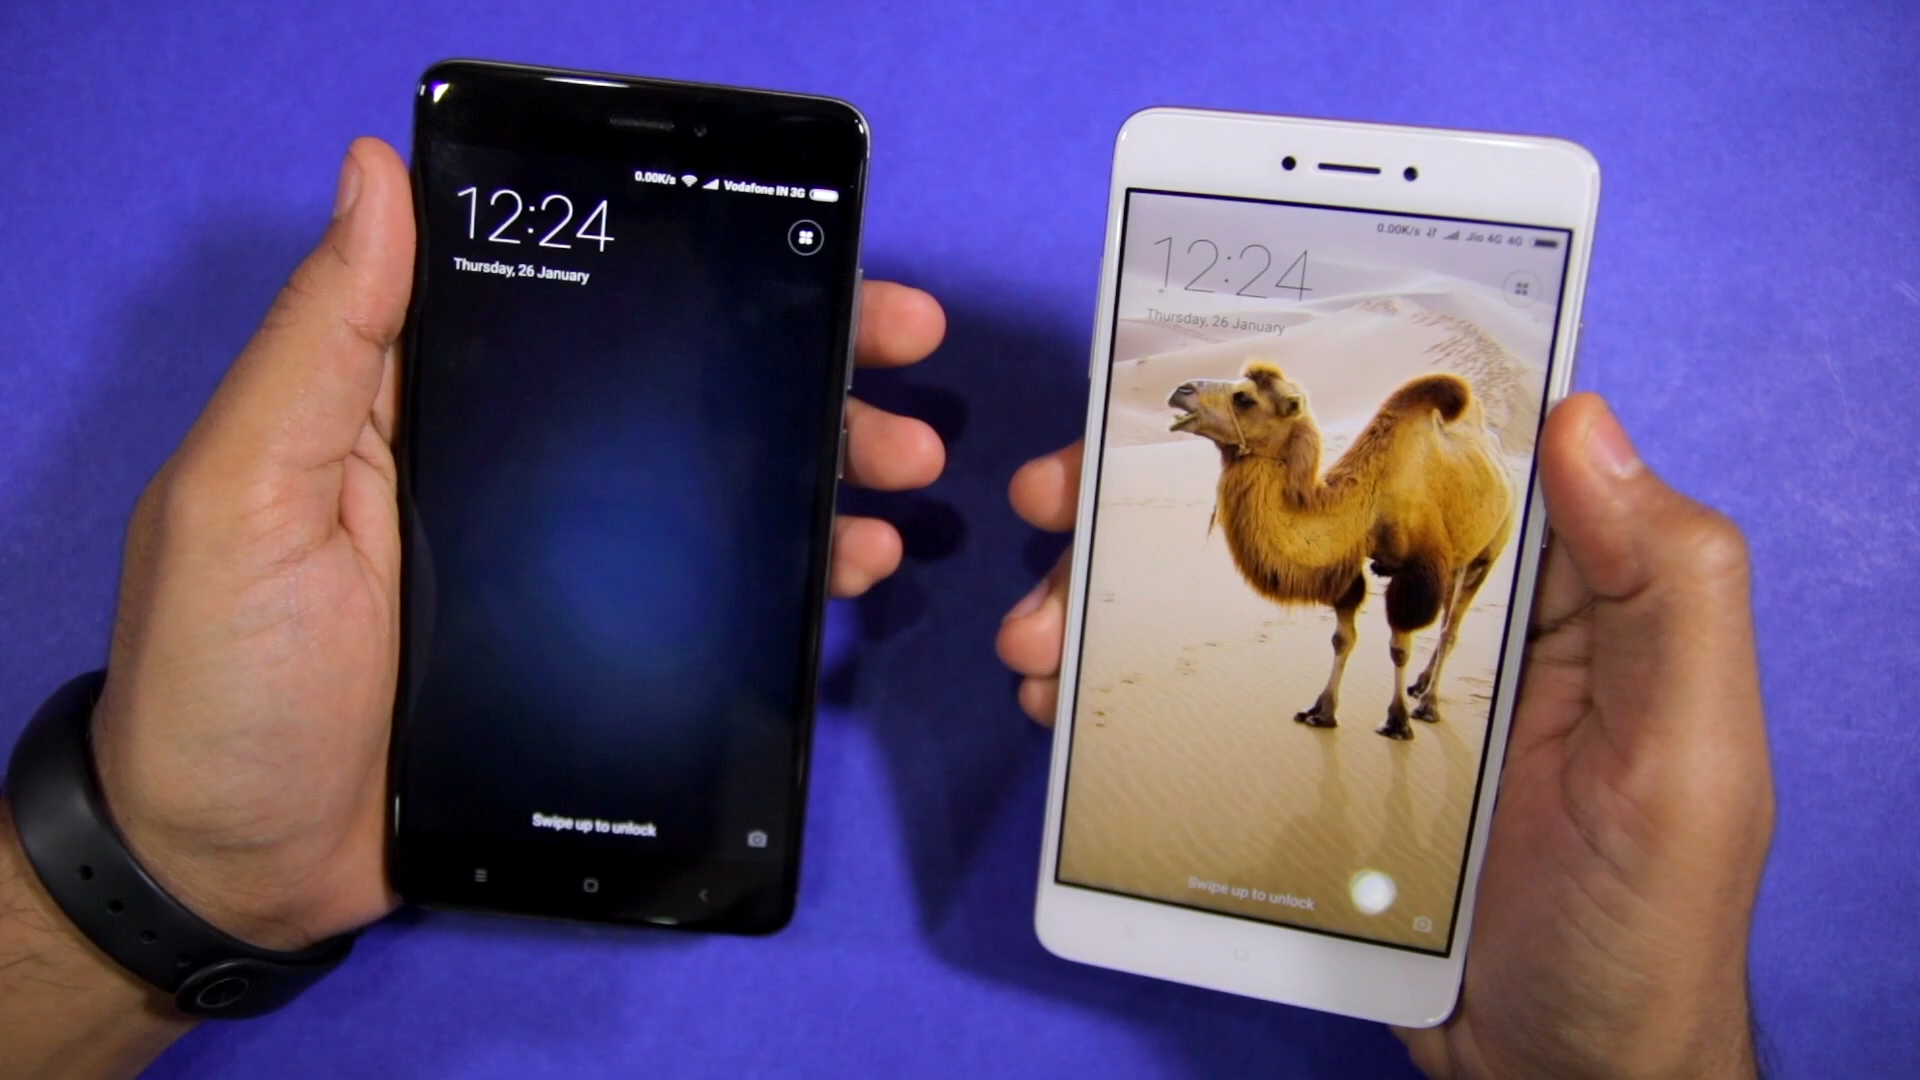 0.00K/s Vodafone IN 3G
12:24
Thursday, 26 January
Swipe up to unlock
0.00K/s Jio 4G 4G
12:24
Thursday, 26 January
Swipe up to unlock